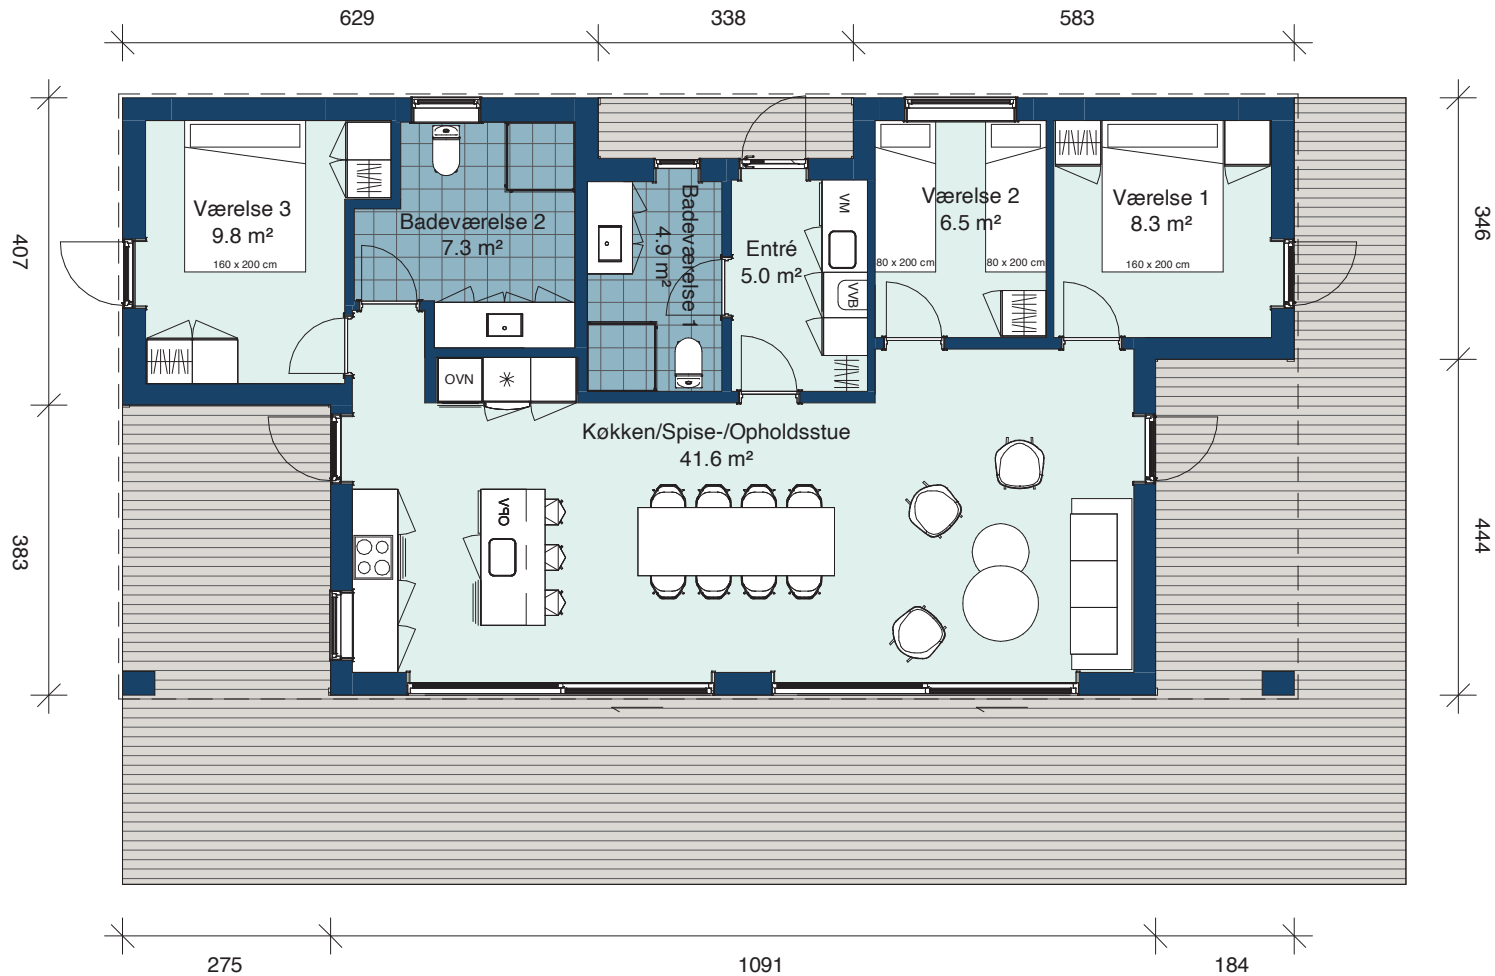 629
338
583
407
383
346
444
Værelse 3
9.8 m²
160 x 200 cm
Badeværelse 2
7.3 m²
Badeværelse 1
4.9 m²
Entré
5.0 m²
VM
VVB
Værelse 2
6.5 m²
80 x 200 cm
80 x 200 cm
Værelse 1
8.3 m²
160 x 200 cm
OVN
Køkken/Spise-/Opholdsstue
41.6 m²
OPV
275
1091
184